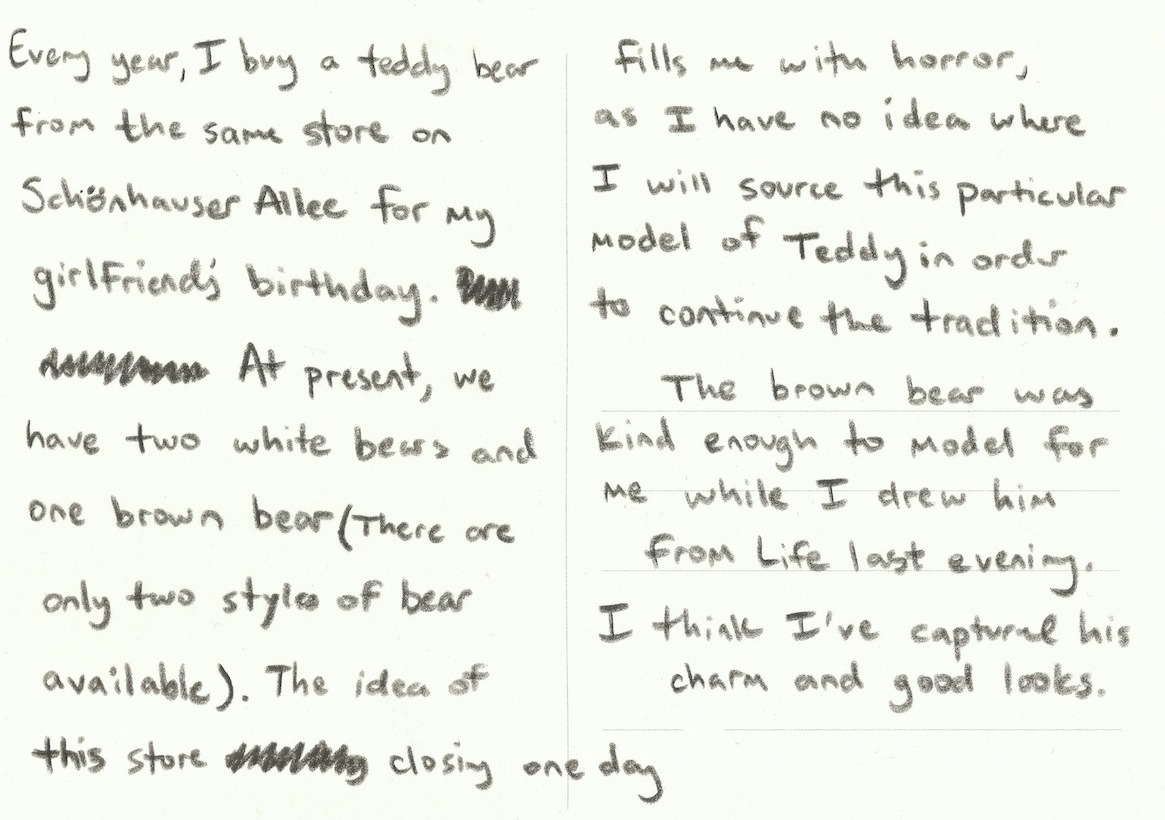 Every year, I buy a teddy bear
from the same store on
Schönhauser Allee for my
girlfriend's birthday.
At present, we
have two white bears and
one brown bear (There are
only two styles of bear
available). The idea of
this store closing one day
fills me with horror,
as I have no idea where
I will source this particular
model of Teddy in order
to continue the tradition.
The brown bear was
kind enough to model for
me while I drew him
from Life last evening.
I think I've captured his
charm and good looks.